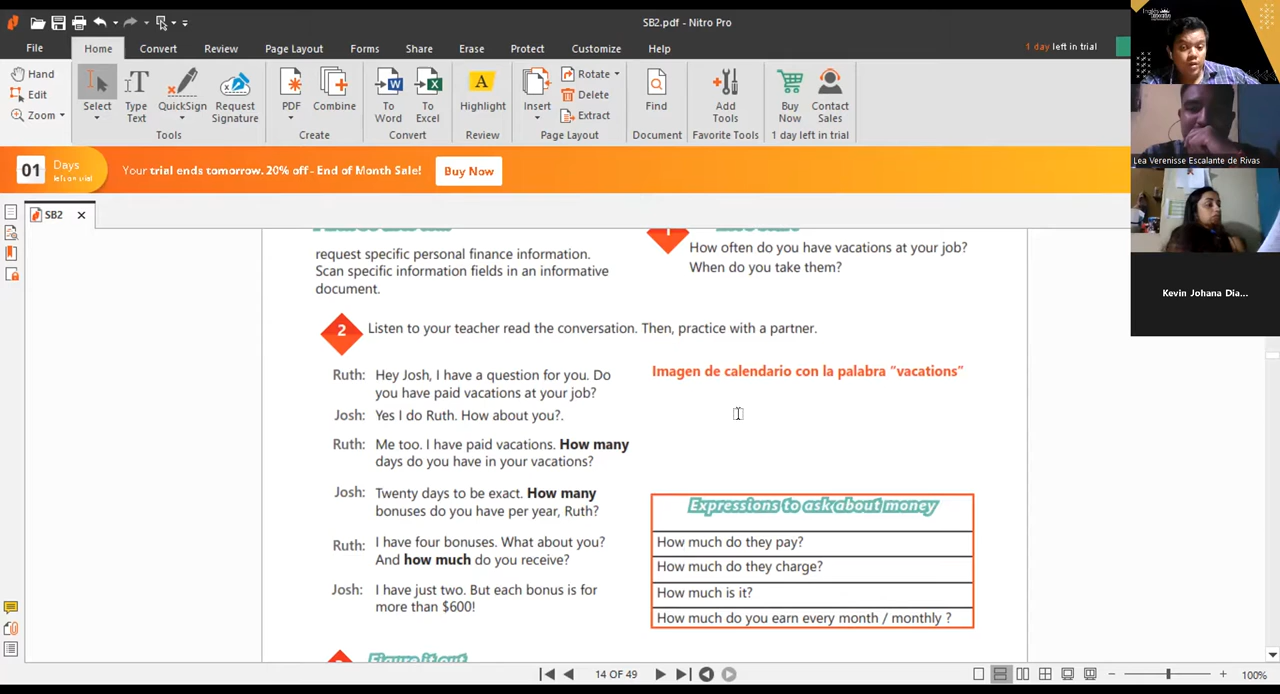 SB2.pdf - Nitro Pro
File
Home
Convert
Review
Page Layout
Forms
Share
Erase
Protect
Customize
Help
1 day left in trial
Hand
Edit
Zoom
Select
Type Text
QuickSign
Request Signature
Tools
PDF
Combine
Create
To Word
To Excel
Convert
Highlight
Review
Insert
Rotate
Delete
Extract
Page Layout
Find
Document
Add Tools
Favorite Tools
Buy Now
Contact Sales
1 day left in trial
01 Days
left on trial
Your trial ends tomorrow. 20% off - End of Month Sale!
Buy Now
SB2
request specific personal finance information.
Scan specific information fields in an informative
document.
1
How often do you have vacations at your job?
When do you take them?
2 Listen to your teacher read the conversation. Then, practice with a partner.
Ruth: Hey Josh, I have a question for you. Do
you have paid vacations at your job?
Josh: Yes I do Ruth. How about you?.
Ruth: Me too. I have paid vacations. How many
days do you have in your vacations?
Josh: Twenty days to be exact. How many
bonuses do you have per year, Ruth?
Ruth: I have four bonuses. What about you?
And how much do you receive?
Josh: I have just two. But each bonus is for
more than $600!
Imagen de calendario con la palabra "vacations"
Expressions to ask about money
How much do they pay?
How much do they charge?
How much is it?
How much do you earn every month / monthly ?
Figure it out
14 OF 49
100%
Lea Verenisse Escalante de Rivas
Kevin Johana Dia...